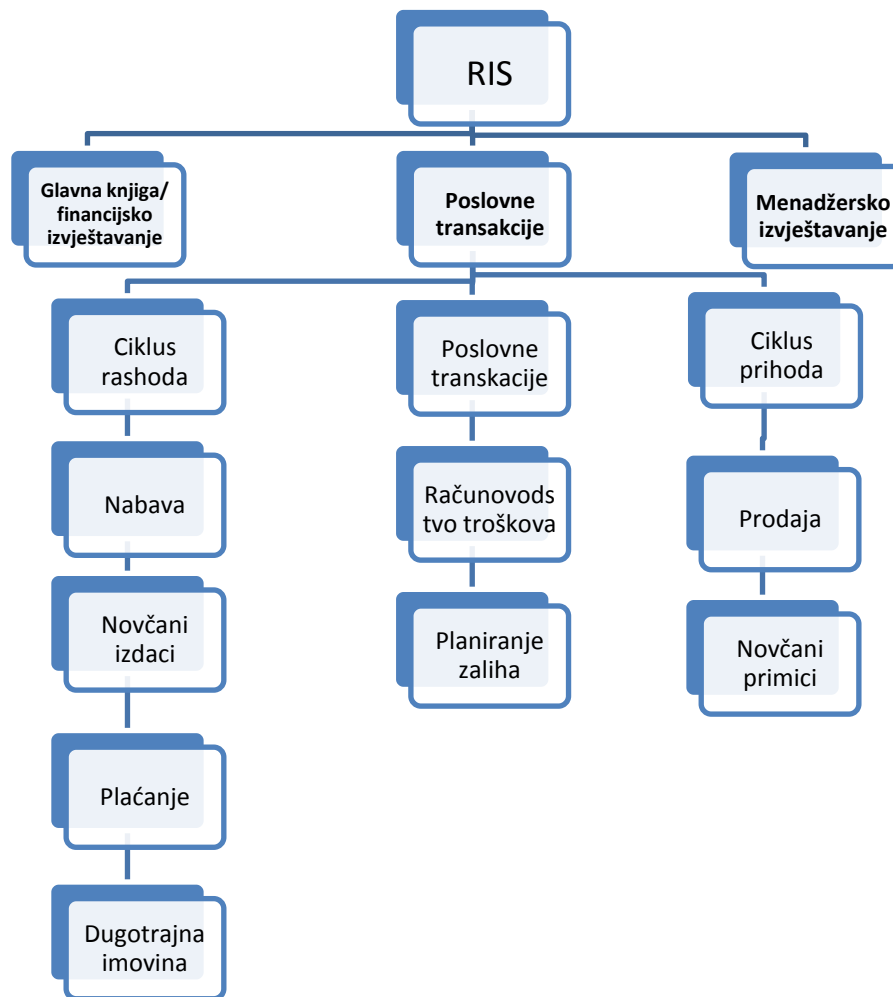 RIS
Glavna knjiga/
financijsko
izvještavanje
Poslovne
transakcije
Menadžersko
izvještavanje
Ciklus
rashoda
Poslovne
transkacije
Ciklus
prihoda
Nabava
Računovods
tvo troškova
Prodaja
Novčani
izdaci
Planiranje
zaliha
Novčani
primici
Plaćanje
Dugotrajna
imovina